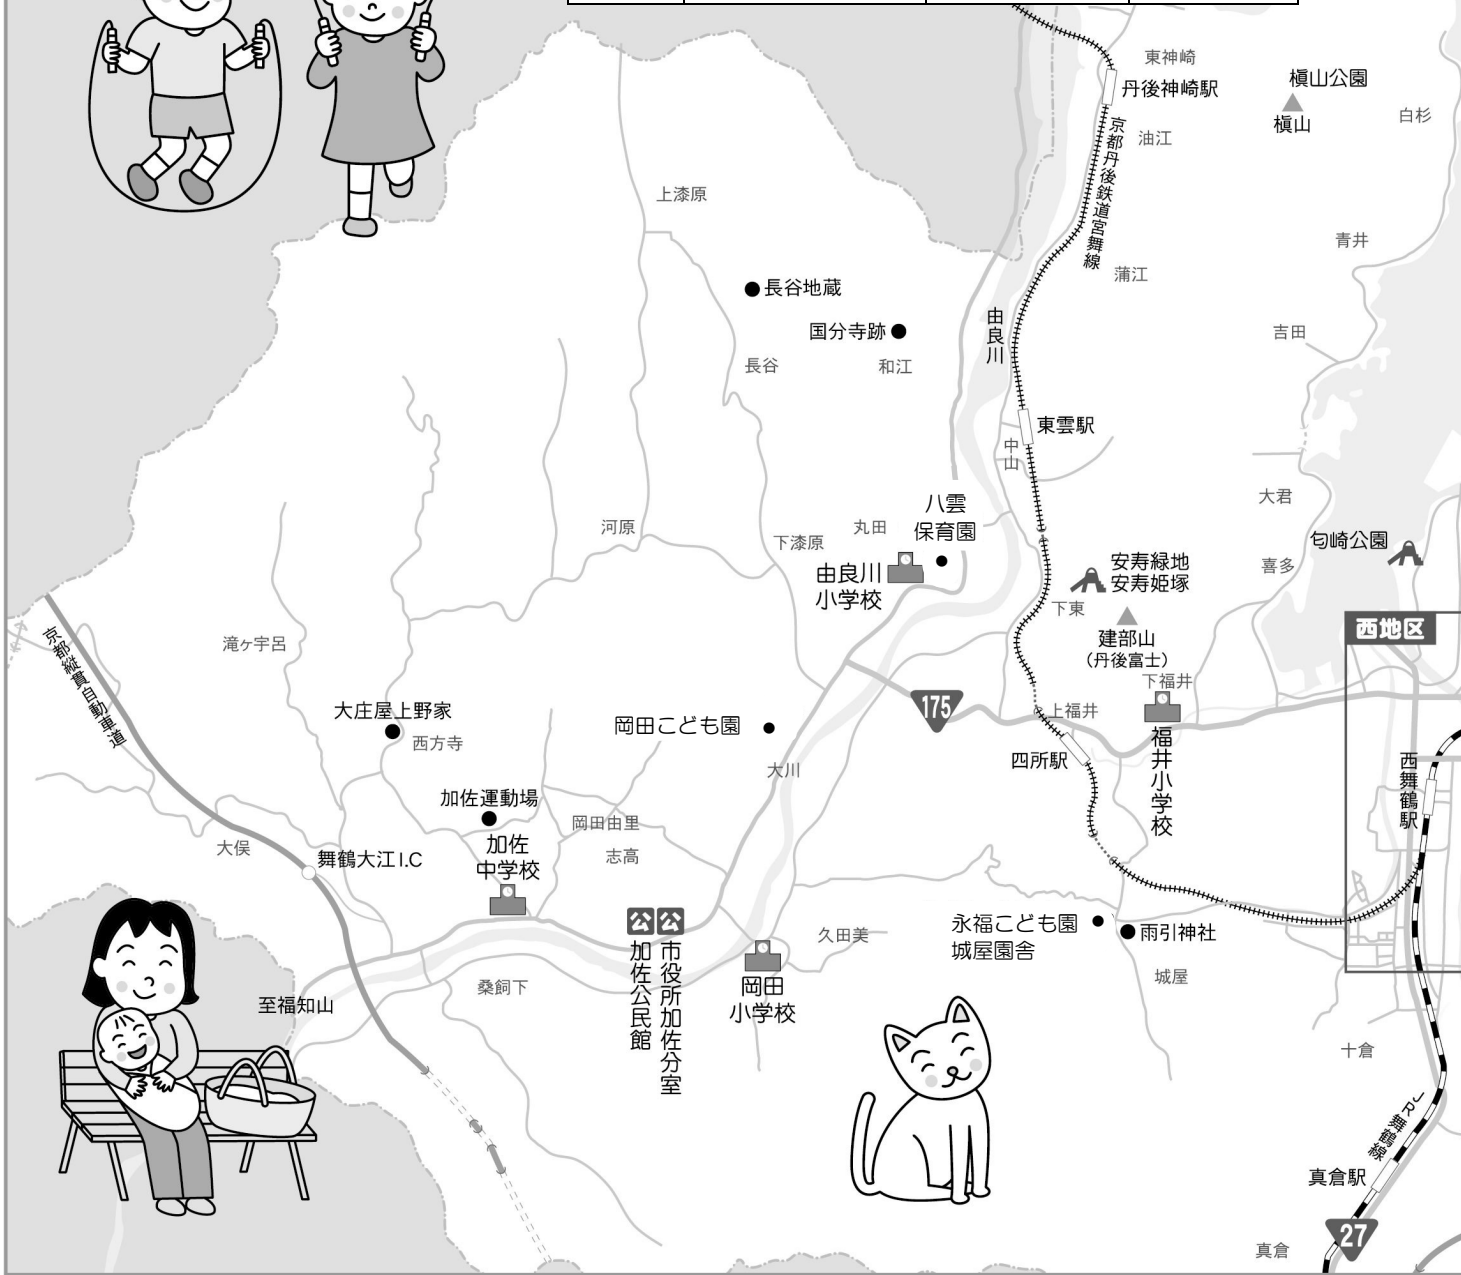 東神崎
丹後神崎駅
槇山公園
槇山
白杉
京都丹後鉄道宮舞線
油江
上漆原
青井
蒲江
長谷地蔵
国分寺跡
由良川
吉田
長谷
和江
東雲駅
中山
大君
八雲
保育園
河原
丸田
下漆原
匂崎公園
由良川
小学校
安寿緑地
安寿姫塚
喜多
下東
建部山
(丹後富士)
西地区
京都縦貫自動車道
滝ヶ宇呂
下福井
大庄屋上野家
西方寺
岡田こども園
175
上福井
四所駅
福井小学校
西舞鶴駅
大川
加佐運動場
岡田由里
志高
加佐
中学校
大俣
舞鶴大江I.C
公
公
加佐公民館
市役所加佐分室
久田美
永福こども園
城屋園舎
雨引神社
城屋
岡田
小学校
桑飼下
至福知山
十倉
JR舞鶴線
真倉駅
27
真倉